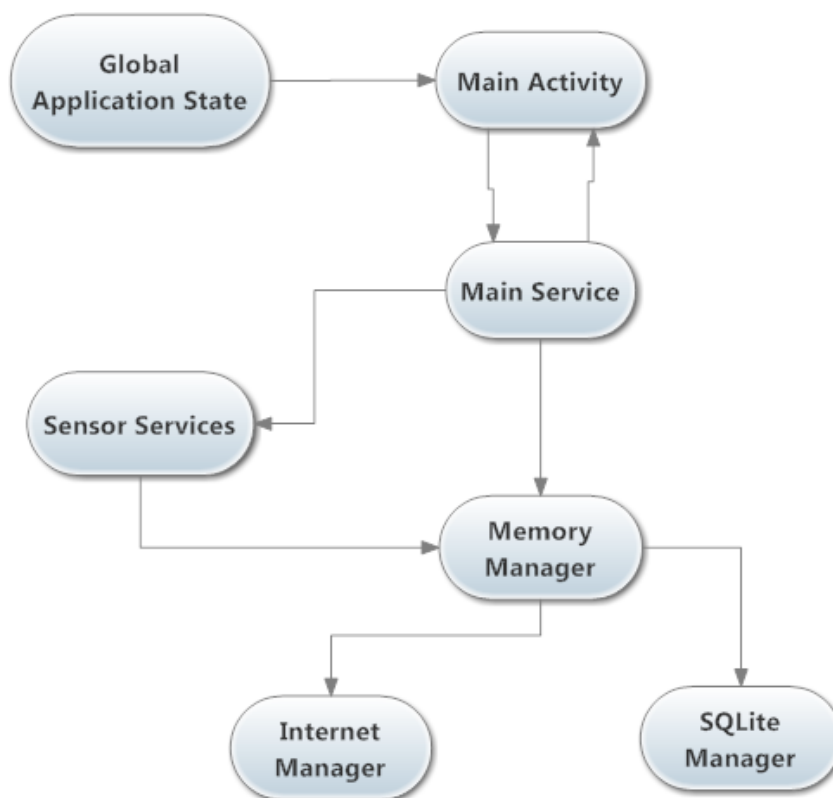 Global
Application State
Main Activity
Main Service
Sensor Services
Memory
Manager
Internet
Manager
SQLite
Manager